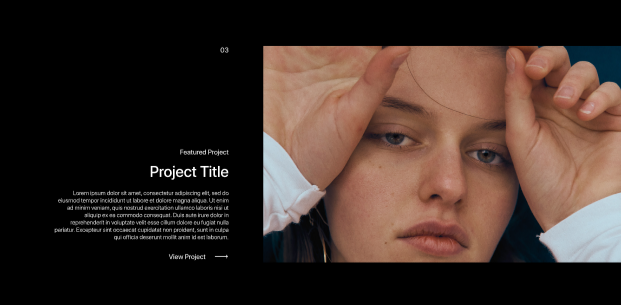 03
Featured Project
Project Title
Lorem ipsum dolor sit amet, consectetur adipiscing elit, sed do
eiusmod tempor incididunt ut labore et dolore magna aliqua. Ut enim
ad minim veniam, quis nostrud exercitation ullamco laboris nisi ut
aliquip ex ea commodo consequat. Duis aute irure dolor in
reprehenderit in voluptate velit esse cillum dolore eu fugiat nulla
pariatur. Excepteur sint occaecat cupidatat non proident, sunt in culpa
qui officia deserunt mollit anim id est laborum.
View Project